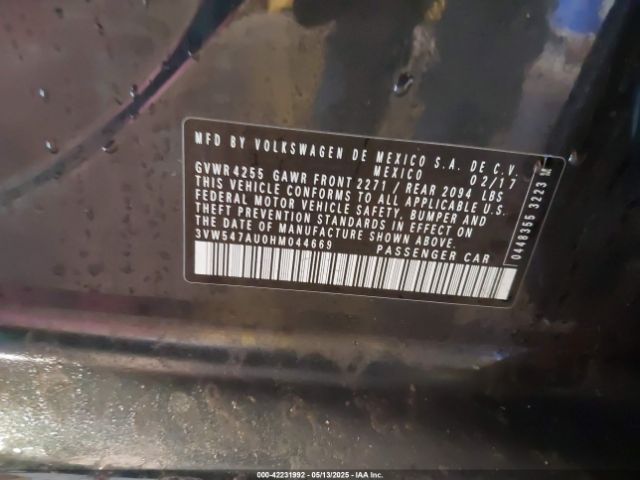 MFD BY VOLKSWAGEN DE MEXICO S.A. DE C.V.
MEXICO 02/17
GVWR 4255 GAWR FRONT 2271 / REAR 2094 LBS
THIS VEHICLE CONFORMS TO ALL APPLICABLE U.S.
FEDERAL MOTOR VEHICLE SAFETY, BUMPER AND
THEFT PREVENTION STANDARDS IN EFFECT ON
THE DATE OF MANUFACTURE SHOWN ABOVE.
3VW547AU0HM044669 PASSENGER CAR
0448355 3223 M
000-42231992 - 05/13/2025 - IAA Inc.